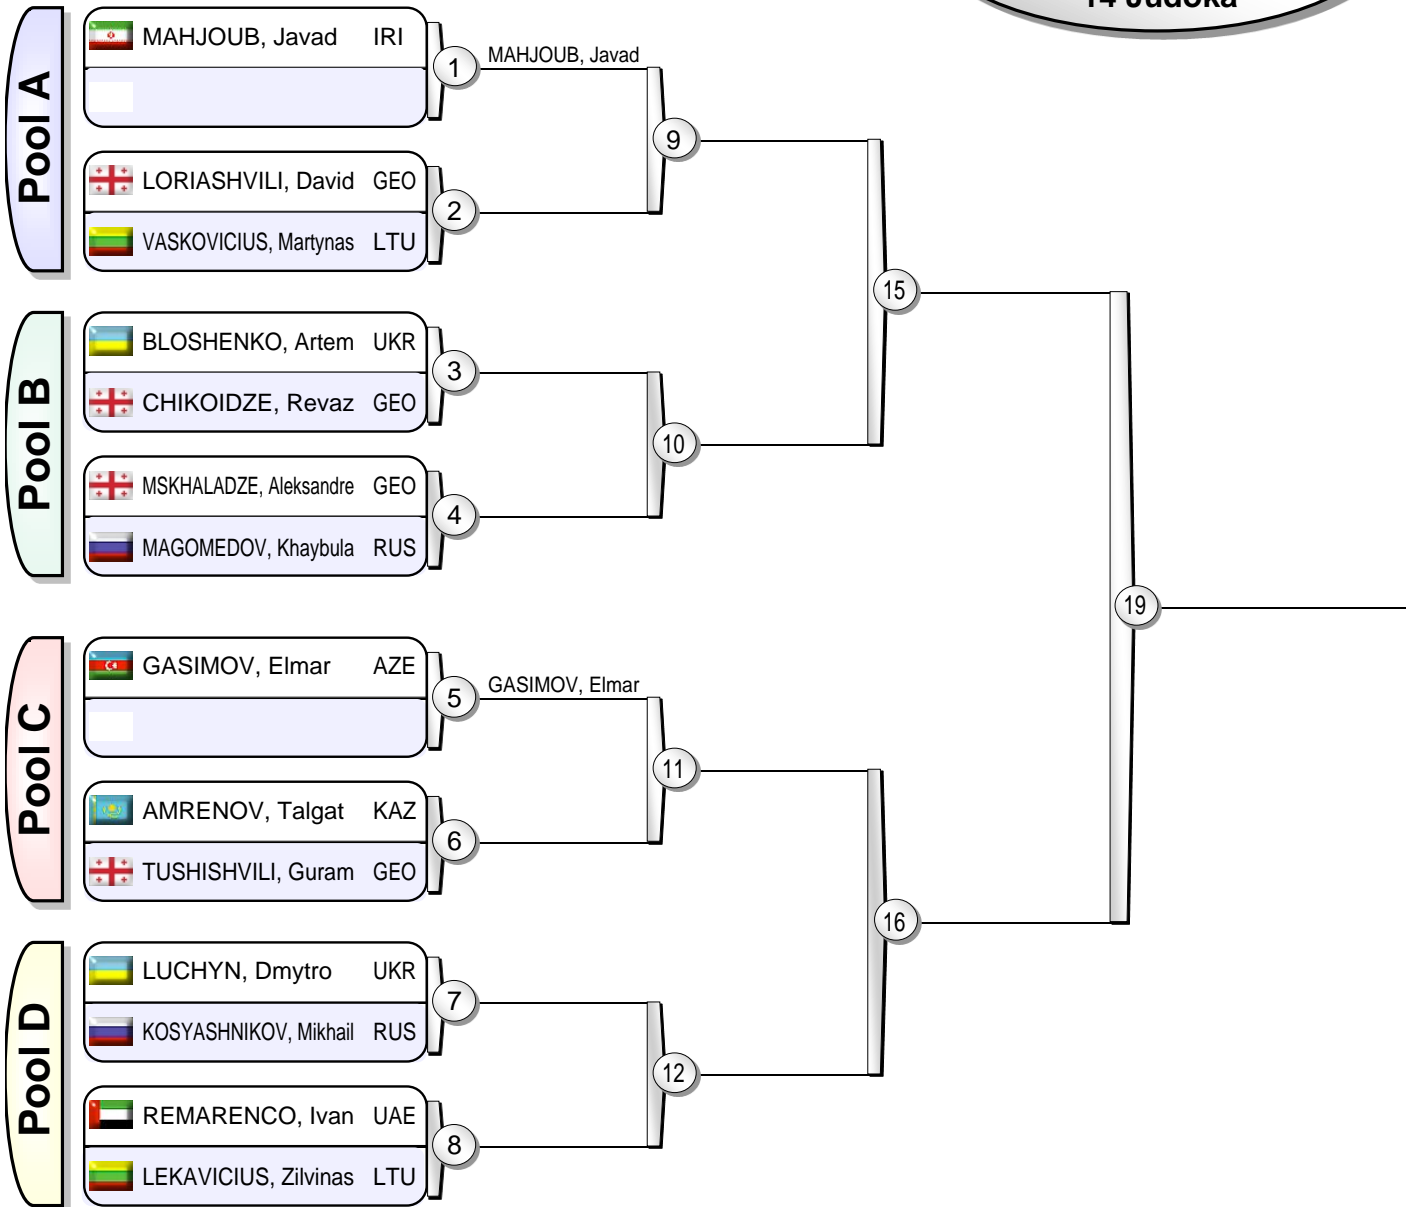 14 Judoka
Pool A
MAHJOUB, Javad IRI
1
MAHJOUB, Javad
9
LORIASHVILI, David GEO
2
VASKOVICIUS, Martynas LTU
15
Pool B
BLOSHENKO, Artem UKR
3
CHIKOIDZE, Revaz GEO
10
MSKHALADZE, Aleksandre GEO
4
MAGOMEDOV, Khaybula RUS
19
Pool C
GASIMOV, Elmar AZE
5
GASIMOV, Elmar
11
AMRENOV, Talgat KAZ
6
TUSHISHVILI, Guram GEO
16
Pool D
LUCHYN, Dmytro UKR
7
KOSYASHNIKOV, Mikhail RUS
12
REMARENCO, Ivan UAE
8
LEKAVICIUS, Zilvinas LTU